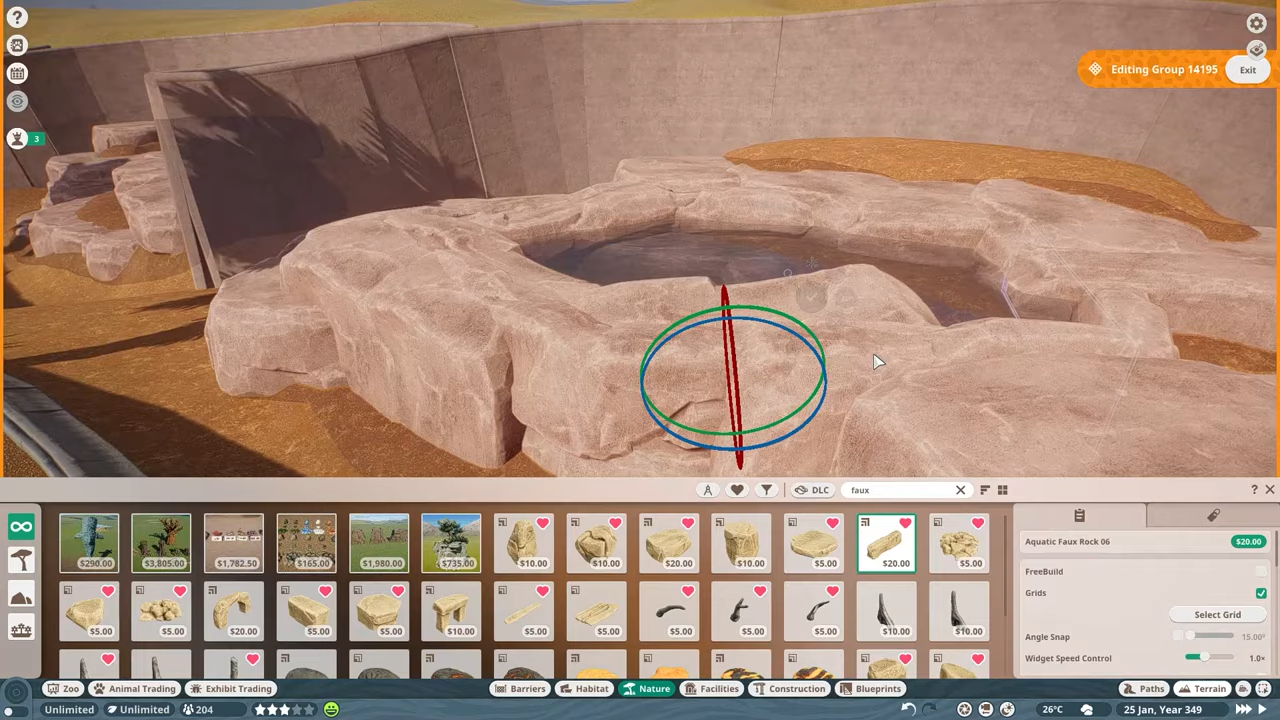 Editing Group 14195
Exit
3
DLC
faux
$290.00
$3,805.00
$1,782.50
$165.00
$1,980.00
$735.00
$10.00
$10.00
$20.00
$10.00
$5.00
$20.00
$5.00
$5.00
$5.00
$20.00
$5.00
$5.00
$10.00
$5.00
$5.00
$5.00
$5.00
$5.00
$10.00
$10.00
Aquatic Faux Rock 06
$20.00
FreeBuild
Grids
Select Grid
Angle Snap
15.00°
Widget Speed Control
1.0×
Zoo
Animal Trading
Exhibit Trading
Barriers
Habitat
Nature
Facilities
Construction
Blueprints
Paths
Terrain
Unlimited
Unlimited
204
26°C
25 Jan, Year 349